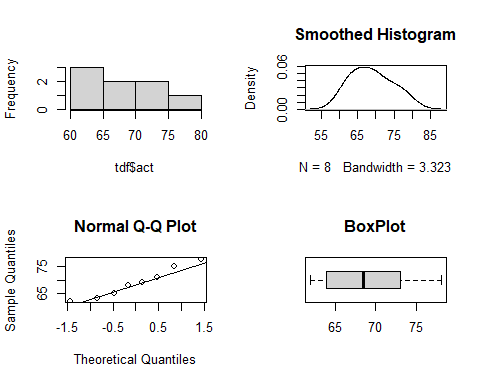 Frequency
0
2
60 65 70 75 80
tdf$act
Smoothed Histogram
Density
0.00
0.06
55 65 75 85
N = 8 Bandwidth = 3.323
Normal Q-Q Plot
Sample Quantiles
65
75
-1.5 -0.5 0.5 1.5
Theoretical Quantiles
BoxPlot
65 70 75